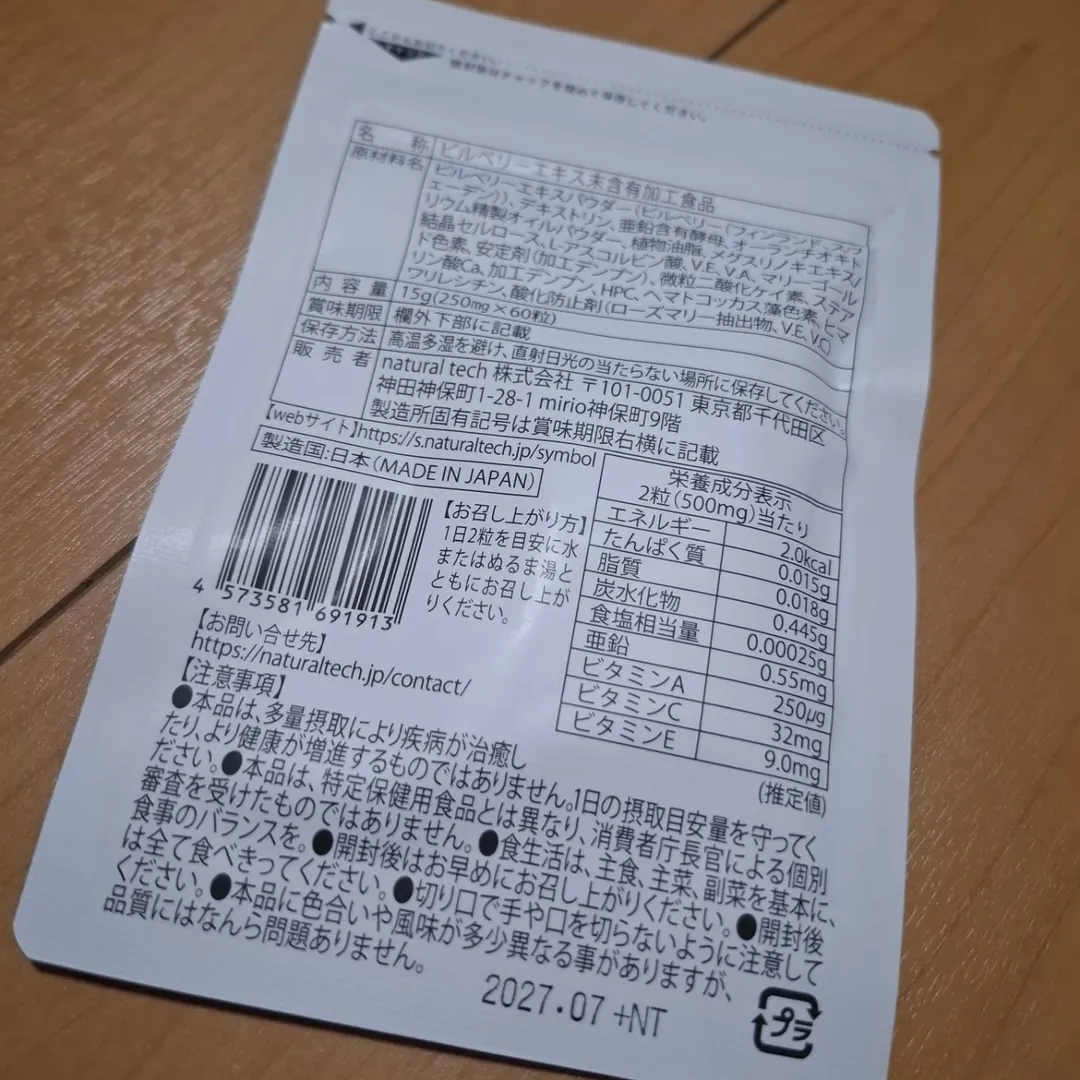 開封後はチャックを閉めて保存してください。
名称 ビルベリーエキス末含有加工食品
原材料名 ビルベリーエキスパウダー(ビルベリー(フィンランド、スウ
ェーデン))、デキストリン、亜鉛含有酵母、オーランチオキト
リウム精製オイルパウダー、植物油脂、メグスリノキエキス/
結晶セルロース、L-アスコルビン酸、V.E、V.A、マリーゴール
ド色素、安定剤(加工デンプン)、微粒二酸化ケイ素、ステア
リン酸Ca、加工デンプン、HPC、ヘマトコッカス藻色素、ヒマ
ワリレシチン、酸化防止剤(ローズマリー抽出物、V.E、V.C)
内容量 15g(250mg×60粒)
賞味期限 欄外下部に記載
保存方法 高温多湿を避け、直射日光の当たらない場所に保存してください。
販売者 natural tech 株式会社 〒101-0051 東京都千代田区
神田神保町1-28-1 mirio神保町9階
製造所固有記号は賞味期限右横に記載
【webサイト】https://s.naturaltech.jp/symbol
製造国:日本(MADE IN JAPAN)
4 573581 691913
【お召し上がり方】
1日2粒を目安に水
またはぬるま湯と
ともにお召し上が
りください。
栄養成分表示
2粒(500mg)当たり
エネルギー 2.0kcal
たんぱく質 0.015g
脂質 0.018g
炭水化物 0.445g
食塩相当量 0.00025g
亜鉛 0.55mg
ビタミンA 250μg
ビタミンC 32mg
ビタミンE 9.0mg
(推定値)
【お問い合せ先】
https://naturaltech.jp/contact/
【注意事項】
●本品は、多量摂取により疾病が治癒し
たり、より健康が増進するものではありません。1日の摂取目安量を守ってく
ださい。●本品は、特定保健用食品とは異なり、消費者庁長官による個別
審査を受けたものではありません。●食生活は、主食、主菜、副菜を基本に、
食事のバランスを。●開封後はお早めにお召し上がりください。●開封後
は全て食べきってください。●切り口で手や口を切らないように注意して
ください。●本品に色合いや風味が多少異なる事がありますが、
品質にはなんら問題ありません。
2027.07 +NT
プラ